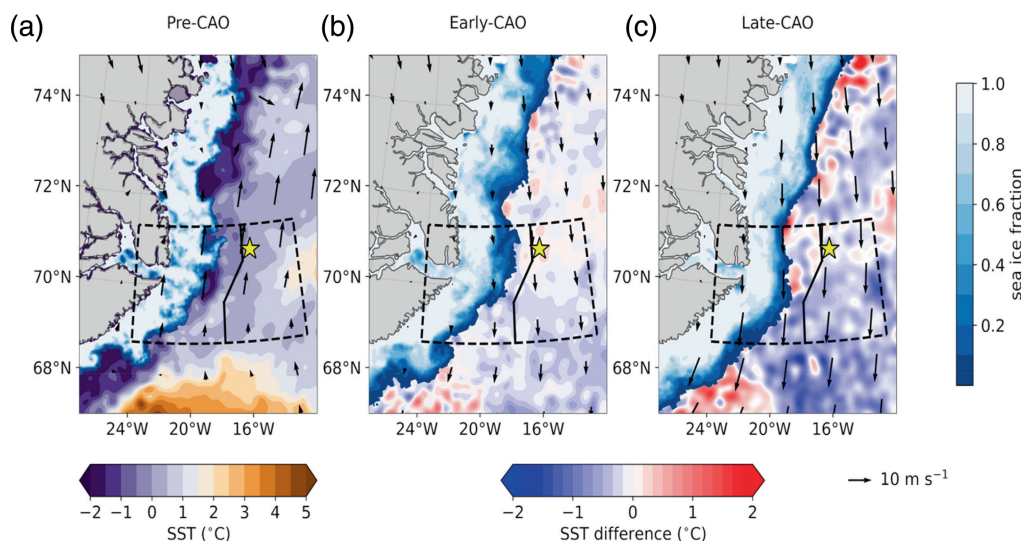 (a) Pre-CAO (b) Early-CAO (c) Late-CAO
74°N 74°N 74°N 1.0
0.8
72°N 72°N 72°N
0.6
70°N 70°N 70°N
0.4
68°N 68°N 68°N
0.2
sea ice fraction
24°W 20°W 16°W 24°W 20°W 16°W 24°W 20°W 16°W
−2 −1 0 1 2 3 4 5 −2 −1 0 1 2 10 m s⁻¹
SST (°C) SST difference (°C)